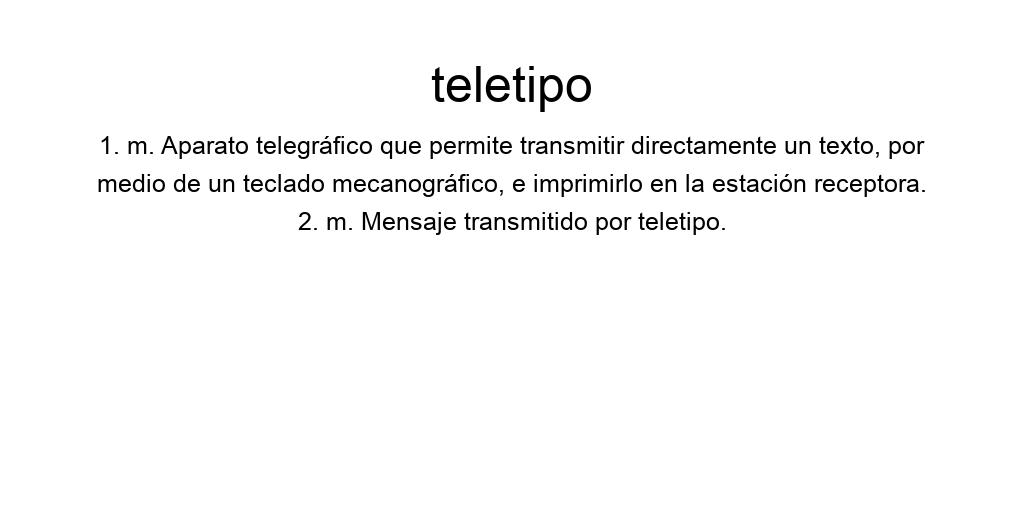 teletipo
1. m. Aparato telegráfico que permite transmitir directamente un texto, por
medio de un teclado mecanográfico, e imprimirlo en la estación receptora.
2. m. Mensaje transmitido por teletipo.